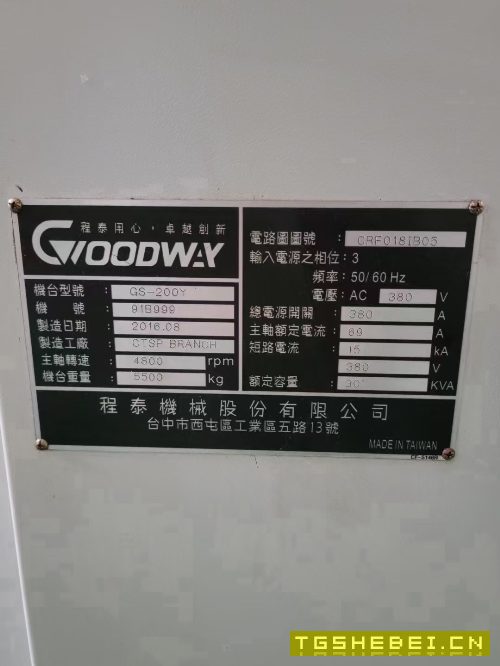 程泰用心,卓越創新
GOODWAY
機台型號: GS-200Y
機 號: 91B999
製造日期: 2016.08
製造工廠: CTSP BRANCH
主軸轉速: 4800 rpm
機台重量: 5500 kg
電路圖圖號: CRF018IB05
輸入電源之相位:3
頻率:50/60 Hz
電壓:AC 380 V
總電源開關: 380 A
主軸額定電流: 69 A
短路電流: 15 kA
380 V
額定容量: 30 KVA
程泰機械股份有限公司
台中市西屯區工業區五路13號
MADE IN TAIWAN
TGSHEBEI.CN